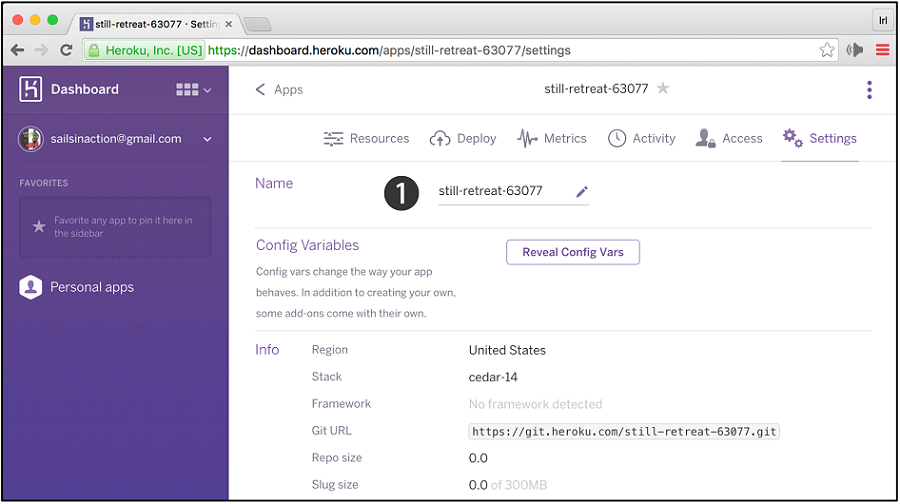 still-retreat-63077 · Settin
Irl
Heroku, Inc. [US] https://dashboard.heroku.com/apps/still-retreat-63077/settings
Dashboard
sailsinaction@gmail.com
FAVORITES
Favorite any app to pin it here in
the sidebar
Personal apps
Apps
still-retreat-63077
Resources Deploy Metrics Activity Access Settings
Name
1
still-retreat-63077
Config Variables
Reveal Config Vars
Config vars change the way your app
behaves. In addition to creating your own,
some add-ons come with their own.
Info
Region United States
Stack cedar-14
Framework No framework detected
Git URL https://git.heroku.com/still-retreat-63077.git
Repo size 0.0
Slug size 0.0 of 300MB